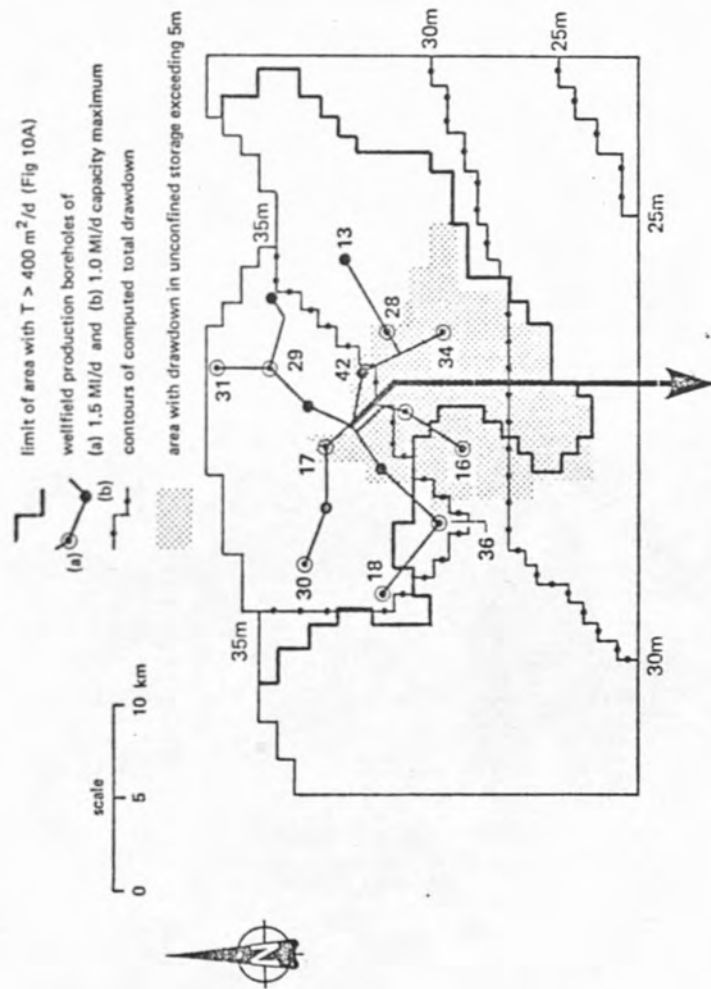 N
scale
0 5 10 km
limit of area with T > 400 m²/d (Fig 10A)
(a) (b) wellfield production boreholes of
(a) 1.5 Ml/d and (b) 1.0 Ml/d capacity maximum
contours of computed total drawdown
area with drawdown in unconfined storage exceeding 5m
35m
35m
31
29
30
17
42
13
18
28
36
16
34
30m
25m
30m
25m